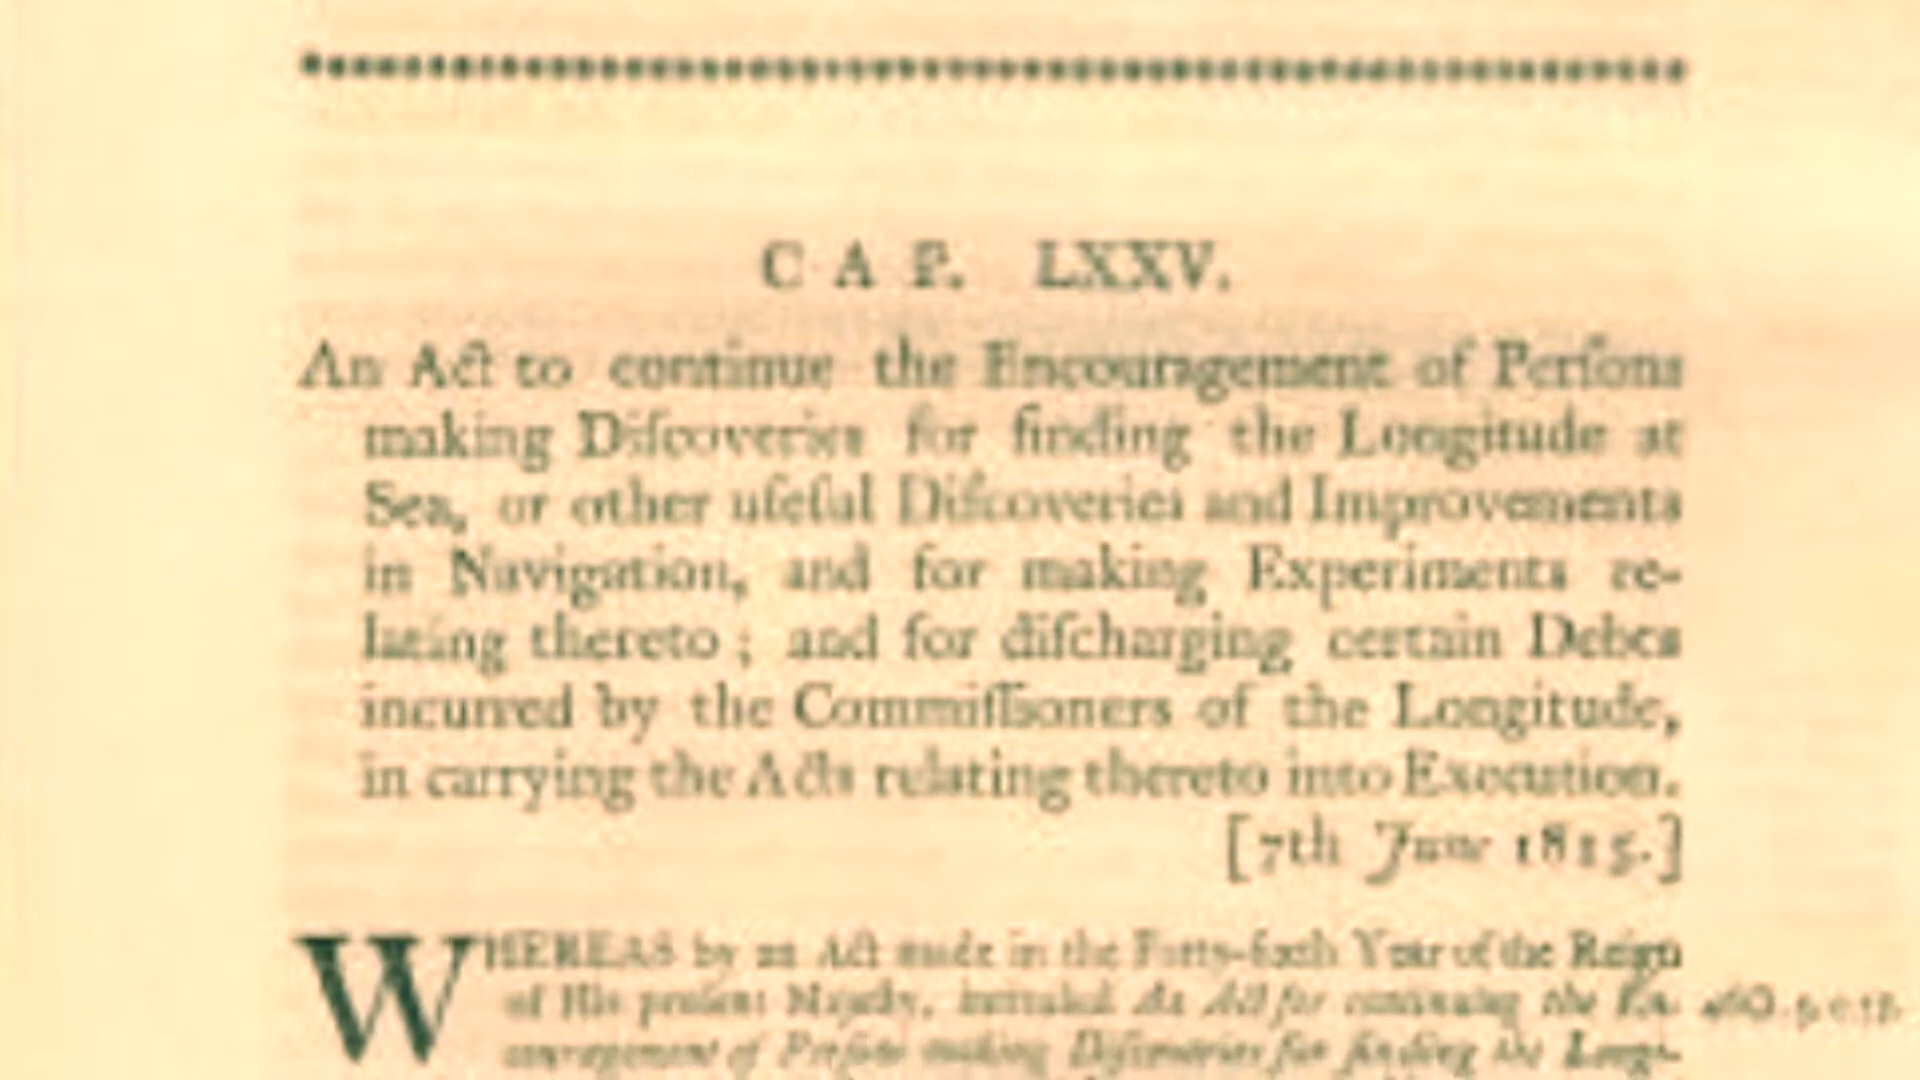 C A P. LXXV.
An Act to continue the Encouragement of Perſons
making Diſcoveries for finding the Longitude at
Sea, or other uſeful Diſcoveries and Improvements
in Navigation, and for making Experiments re-
lating thereto ; and for diſcharging certain Debts
incurred by the Commiſſioners of the Longitude,
in carrying the Acts relating thereto into Execution.
[7th June 1815.]
WHEREAS by an Act made in the Forty-ſixth Year of the Reign
of His preſent Majeſty, intituled An Act for continuing the En-
couragement of Perſons making Diſcoveries for finding the Longi-